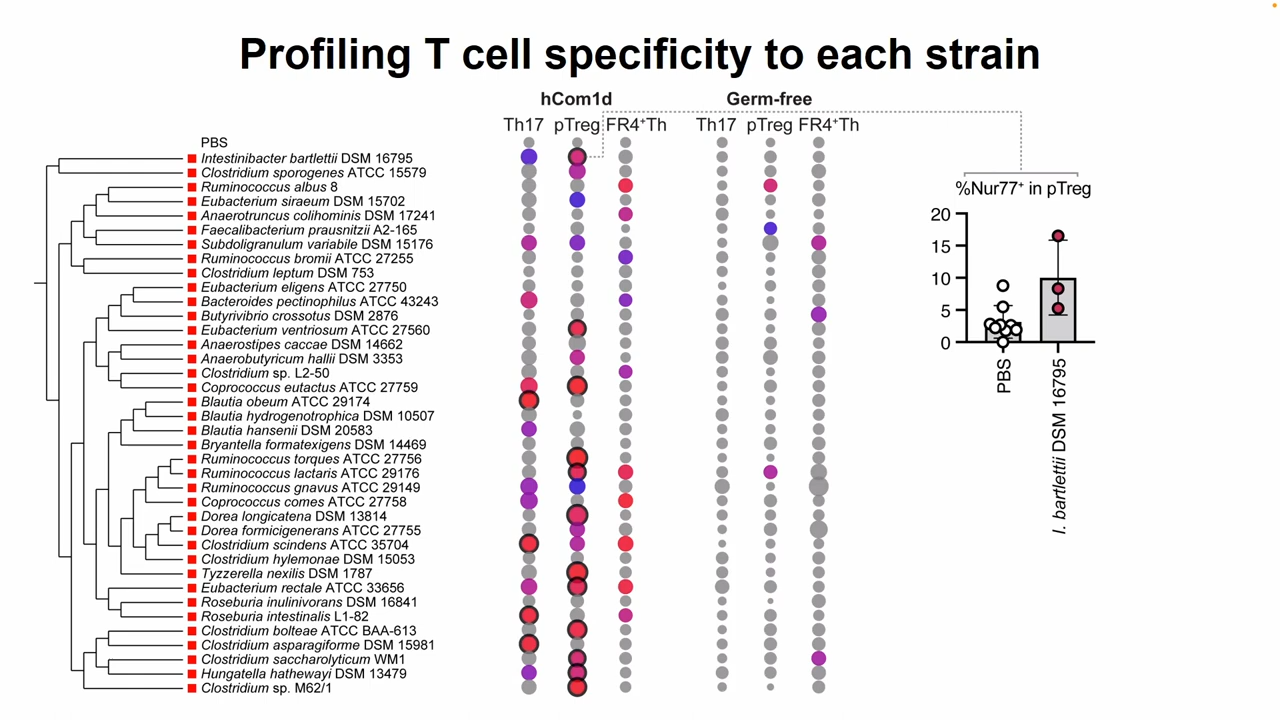 Profiling T cell specificity to each strain
hCom1d
Germ-free
Th17 pTreg FR4⁺Th
Th17 pTreg FR4⁺Th
PBS
Intestinibacter bartlettii DSM 16795
Clostridium sporogenes ATCC 15579
Ruminococcus albus 8
Eubacterium siraeum DSM 15702
Anaerotruncus colihominis DSM 17241
Faecalibacterium prausnitzii A2-165
Subdoligranulum variabile DSM 15176
Ruminococcus bromii ATCC 27255
Clostridium leptum DSM 753
Eubacterium eligens ATCC 27750
Bacteroides pectinophilus ATCC 43243
Butyrivibrio crossotus DSM 2876
Eubacterium ventriosum ATCC 27560
Anaerostipes caccae DSM 14662
Anaerobutyricum hallii DSM 3353
Clostridium sp. L2-50
Coprococcus eutactus ATCC 27759
Blautia obeum ATCC 29174
Blautia hydrogenotrophica DSM 10507
Blautia hansenii DSM 20583
Bryantella formatexigens DSM 14469
Ruminococcus torques ATCC 27756
Ruminococcus lactaris ATCC 29176
Ruminococcus gnavus ATCC 29149
Coprococcus comes ATCC 27758
Dorea longicatena DSM 13814
Dorea formicigenerans ATCC 27755
Clostridium scindens ATCC 35704
Clostridium hylemonae DSM 15053
Tyzzerella nexilis DSM 1787
Eubacterium rectale ATCC 33656
Roseburia inulinivorans DSM 16841
Roseburia intestinalis L1-82
Clostridium bolteae ATCC BAA-613
Clostridium asparagiforme DSM 15981
Clostridium saccharolyticum WM1
Hungatella hathewayi DSM 13479
Clostridium sp. M62/1
%Nur77⁺ in pTreg
20
15
10
5
0
PBS
I. bartlettii DSM 16795